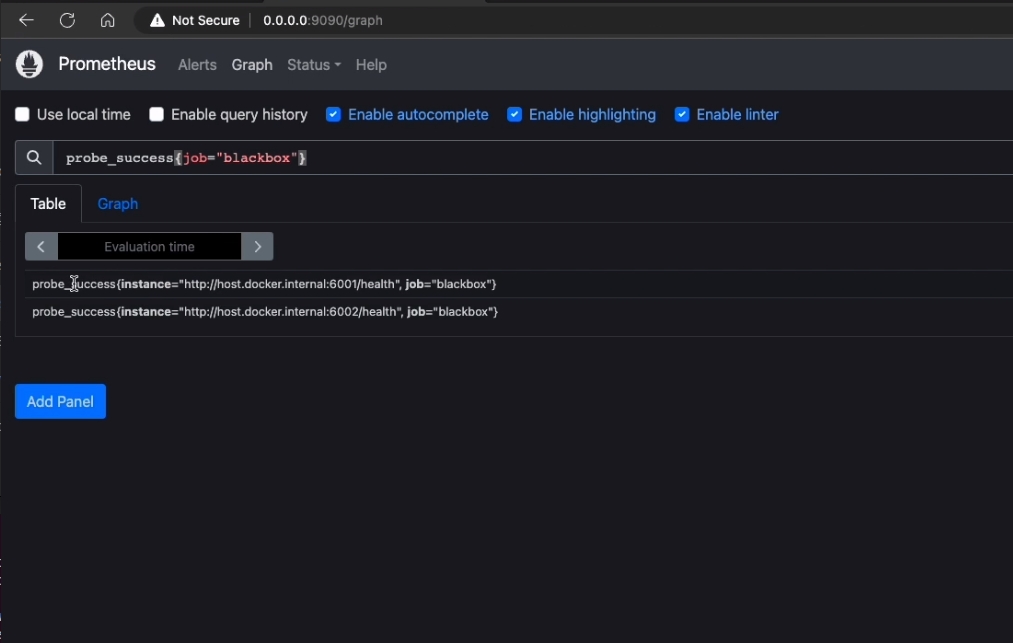 Not Secure 0.0.0.0:9090/graph
Prometheus Alerts Graph Status Help
Use local time Enable query history Enable autocomplete Enable highlighting Enable linter
probe_success{job="blackbox"}
Table Graph
Evaluation time
probe_success{instance="http://host.docker.internal:6001/health", job="blackbox"}
probe_success{instance="http://host.docker.internal:6002/health", job="blackbox"}
Add Panel